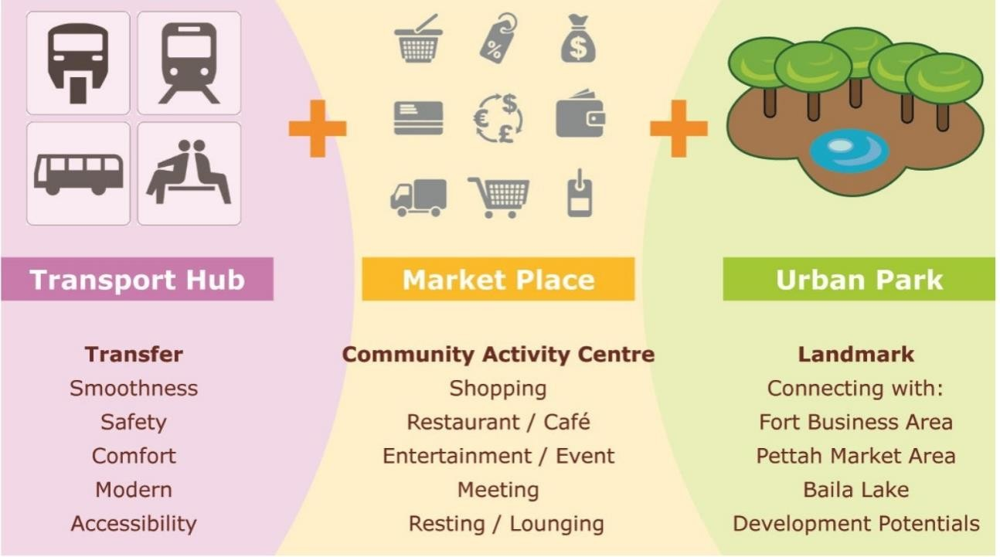 Transport Hub
Transfer
Smoothness
Safety
Comfort
Modern
Accessibility
%
$
$
€
£
Market Place
Community Activity Centre
Shopping
Restaurant / Café
Entertainment / Event
Meeting
Resting / Lounging
Urban Park
Landmark
Connecting with:
Fort Business Area
Pettah Market Area
Baila Lake
Development Potentials